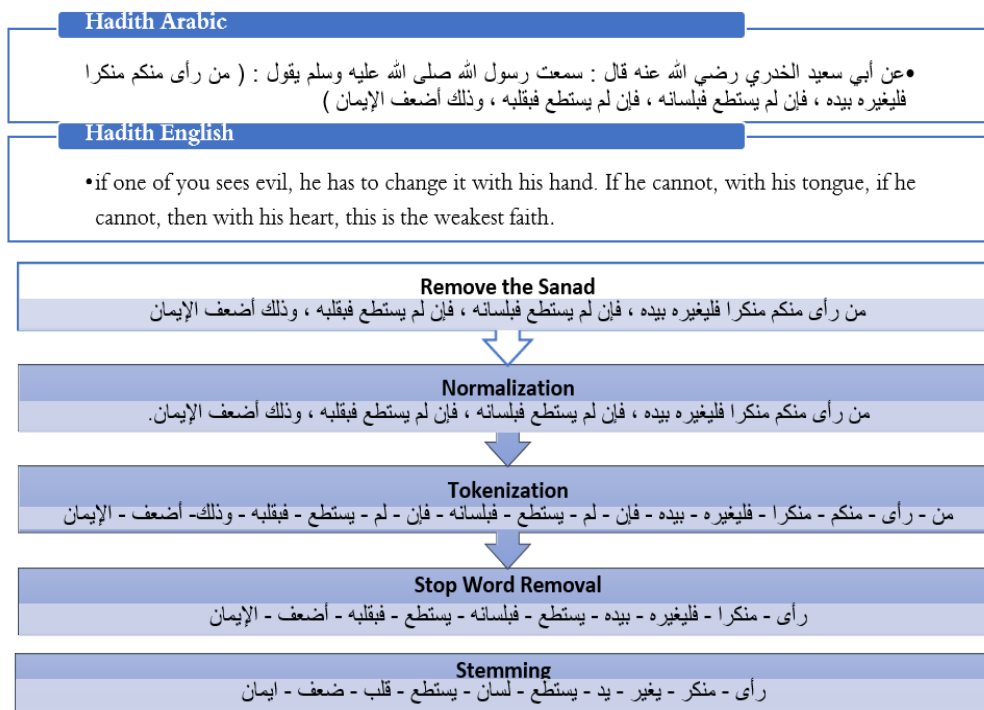 Hadith Arabic
•عن أبي سعيد الخدري رضي الله عنه قال : سمعت رسول الله صلى الله عليه وسلم يقول : ( من رأى منكم منكرا
فليغيره بيده ، فإن لم يستطع فبلسانه ، فإن لم يستطع فبقلبه ، وذلك أضعف الإيمان )
Hadith English
•if one of you sees evil, he has to change it with his hand. If he cannot, with his tongue, if he
cannot, then with his heart, this is the weakest faith.
Remove the Sanad
من رأى منكم منكرا فليغيره بيده ، فإن لم يستطع فبلسانه ، فإن لم يستطع فبقلبه ، وذلك أضعف الإيمان
Normalization
من رأى منكم منكرا فليغيره بيده ، فإن لم يستطع فبلسانه ، فإن لم يستطع فبقلبه ، وذلك أضعف الإيمان.
Tokenization
من - رأى - منكم - منكرا - فليغيره - بيده - فإن - لم - يستطع - فبلسانه - فإن - لم - يستطع - فبقلبه - وذلك- أضعف - الإيمان
Stop Word Removal
رأى - منكرا - فليغيره - بيده - يستطع - فبلسانه - يستطع - فبقلبه - أضعف - الإيمان
Stemming
رأى - منكر - يغير - يد - يستطع - لسان - يستطع - قلب - ضعف - ايمان